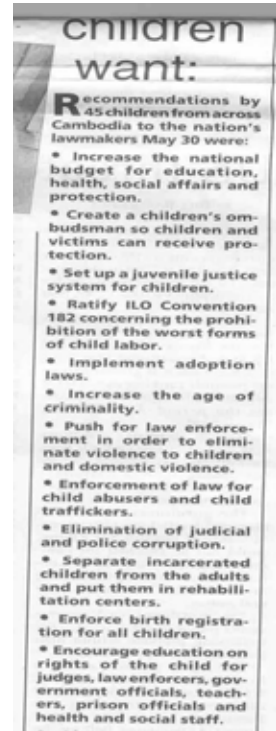 children
want:
Recommendations by
45 children from across
Cambodia to the nation's
lawmakers May 30 were:
• Increase the national
budget for education,
health, social affairs and
protection.
• Create a children's om-
budsman so children and
victims can receive pro-
tection.
• Set up a juvenile justice
system for children.
• Ratify ILO Convention
182 concerning the prohi-
bition of the worst forms
of child labor.
• Implement adoption
laws.
• Increase the age of
criminality.
• Push for law enforce-
ment in order to elimi-
nate violence to children
and domestic violence.
• Enforcement of law for
child abusers and child
traffickers.
• Elimination of judicial
and police corruption.
• Separate incarcerated
children from the adults
and put them in rehabili-
tation centers.
• Enforce birth registra-
tion for all children.
• Encourage education on
rights of the child for
judges, law enforcers, gov-
ernment officials, teach-
ers, prison officials and
health and social staff.